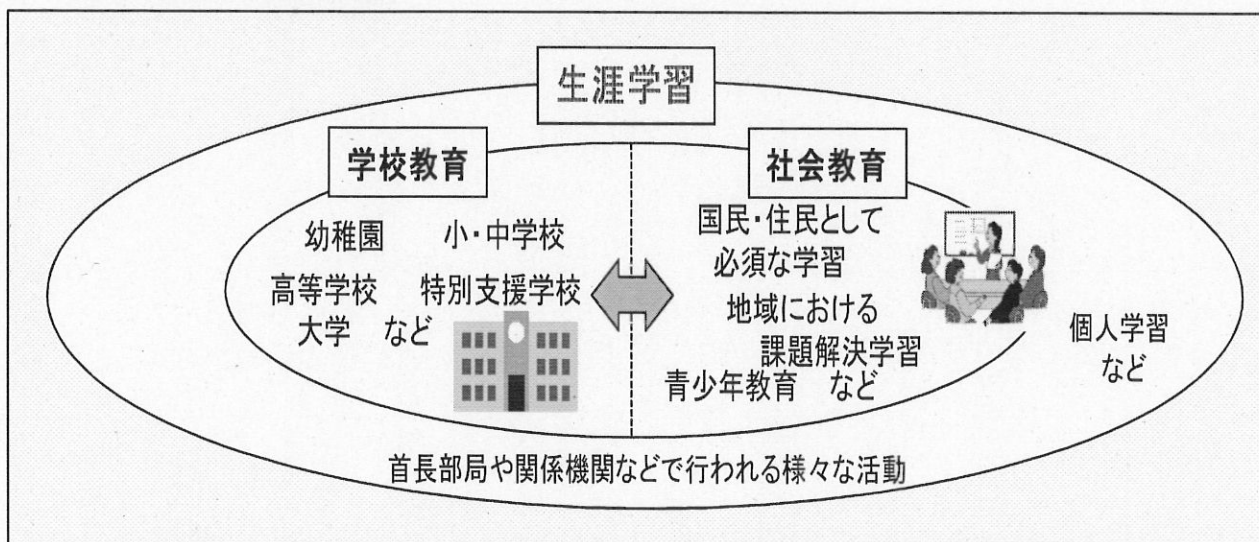 生涯学習
学校教育
幼稚園 小・中学校
高等学校 特別支援学校
大学 など
社会教育
国民・住民として
必須な学習
地域における
課題解決学習
青少年教育 など
個人学習
など
首長部局や関係機関などで行われる様々な活動